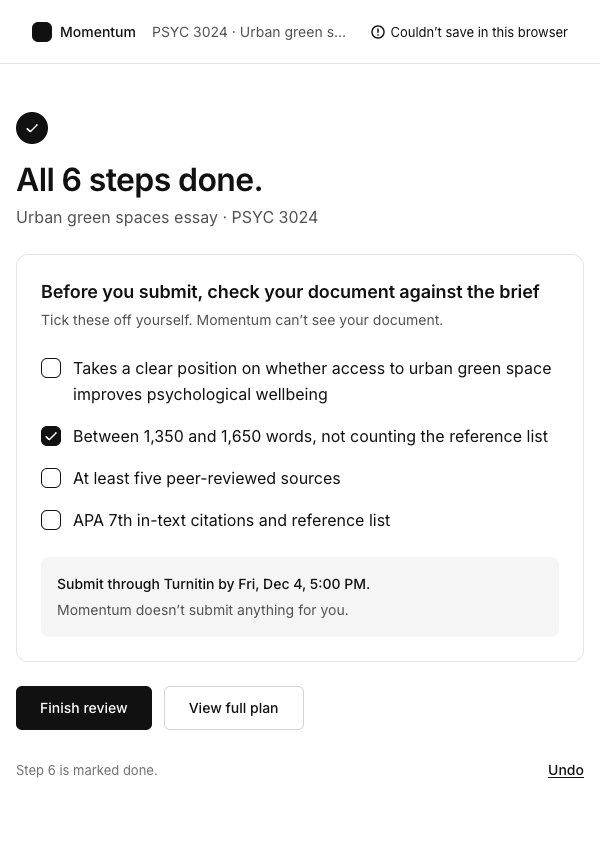 Momentum PSYC 3024 · Urban green s... Couldn’t save in this browser
All 6 steps done.
Urban green spaces essay · PSYC 3024
Before you submit, check your document against the brief
Tick these off yourself. Momentum can’t see your document.
Takes a clear position on whether access to urban green space
improves psychological wellbeing
Between 1,350 and 1,650 words, not counting the reference list
At least five peer-reviewed sources
APA 7th in-text citations and reference list
Submit through Turnitin by Fri, Dec 4, 5:00 PM.
Momentum doesn’t submit anything for you.
Finish review View full plan
Step 6 is marked done. Undo